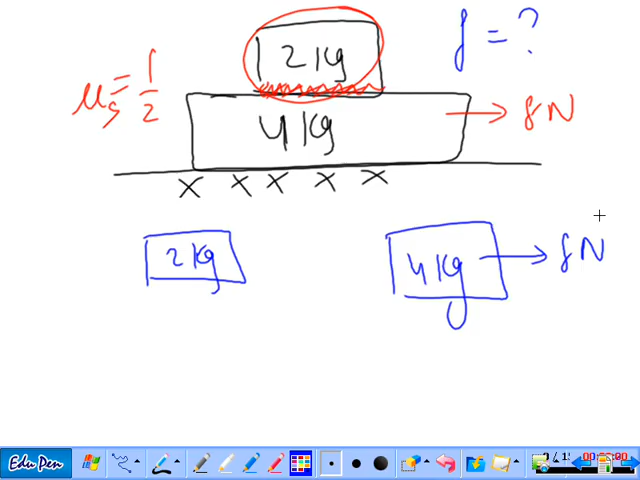 2 kg
f = ?
μs = 1/2
4 kg
8 N
x x x x x
2 kg
4 kg
8 N
Edu Pen